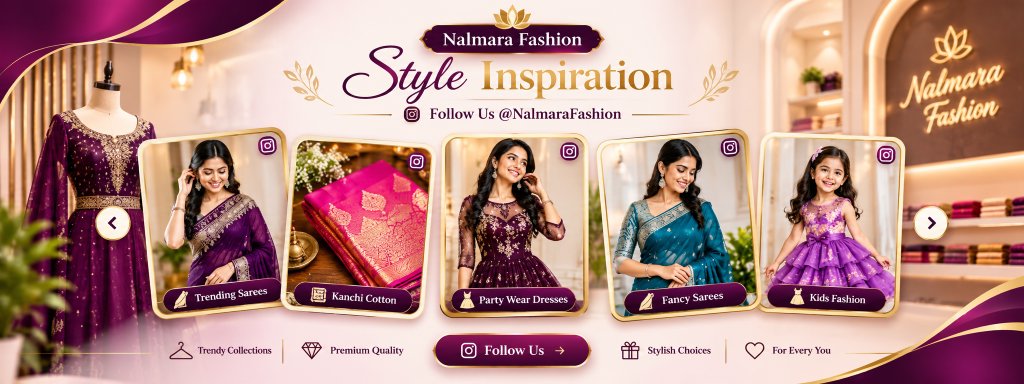 Nalmara Fashion
Style Inspiration
Follow Us @NalmaraFashion
Nalmara
Fashion
Trending Sarees
Kanchi Cotton
Party Wear Dresses
Fancy Sarees
Kids Fashion
Trendy Collections
Premium Quality
Follow Us →
Stylish Choices
For Every You